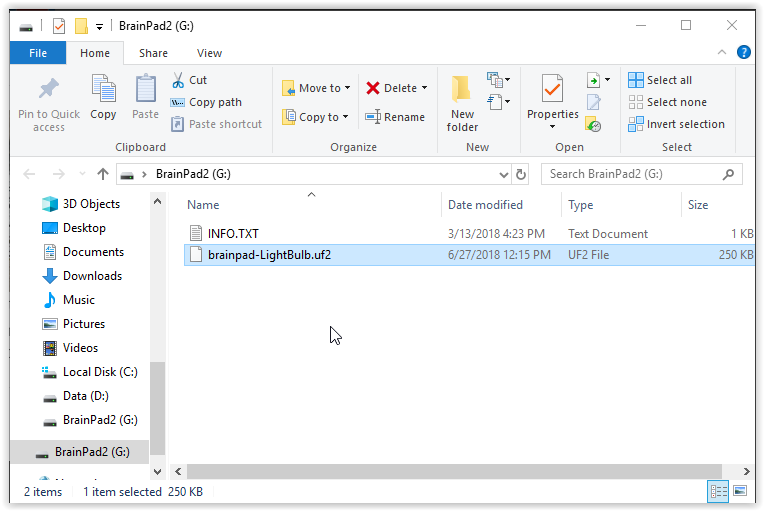 BrainPad2 (G:)
File Home Share View
Pin to Quick access
Copy
Paste
Cut
Copy path
Paste shortcut
Clipboard
Move to
Copy to
Delete
Rename
Organize
New folder
New
Properties
Open
Select all
Select none
Invert selection
Select
BrainPad2 (G:)
Search BrainPad2 (G:)
3D Objects
Desktop
Documents
Downloads
Music
Pictures
Videos
Local Disk (C:)
Data (D:)
BrainPad2 (G:)
BrainPad2 (G:)
Name Date modified Type Size
INFO.TXT 3/13/2018 4:23 PM Text Document 1 KB
brainpad-LightBulb.uf2 6/27/2018 12:15 PM UF2 File 250 KB
2 items 1 item selected 250 KB